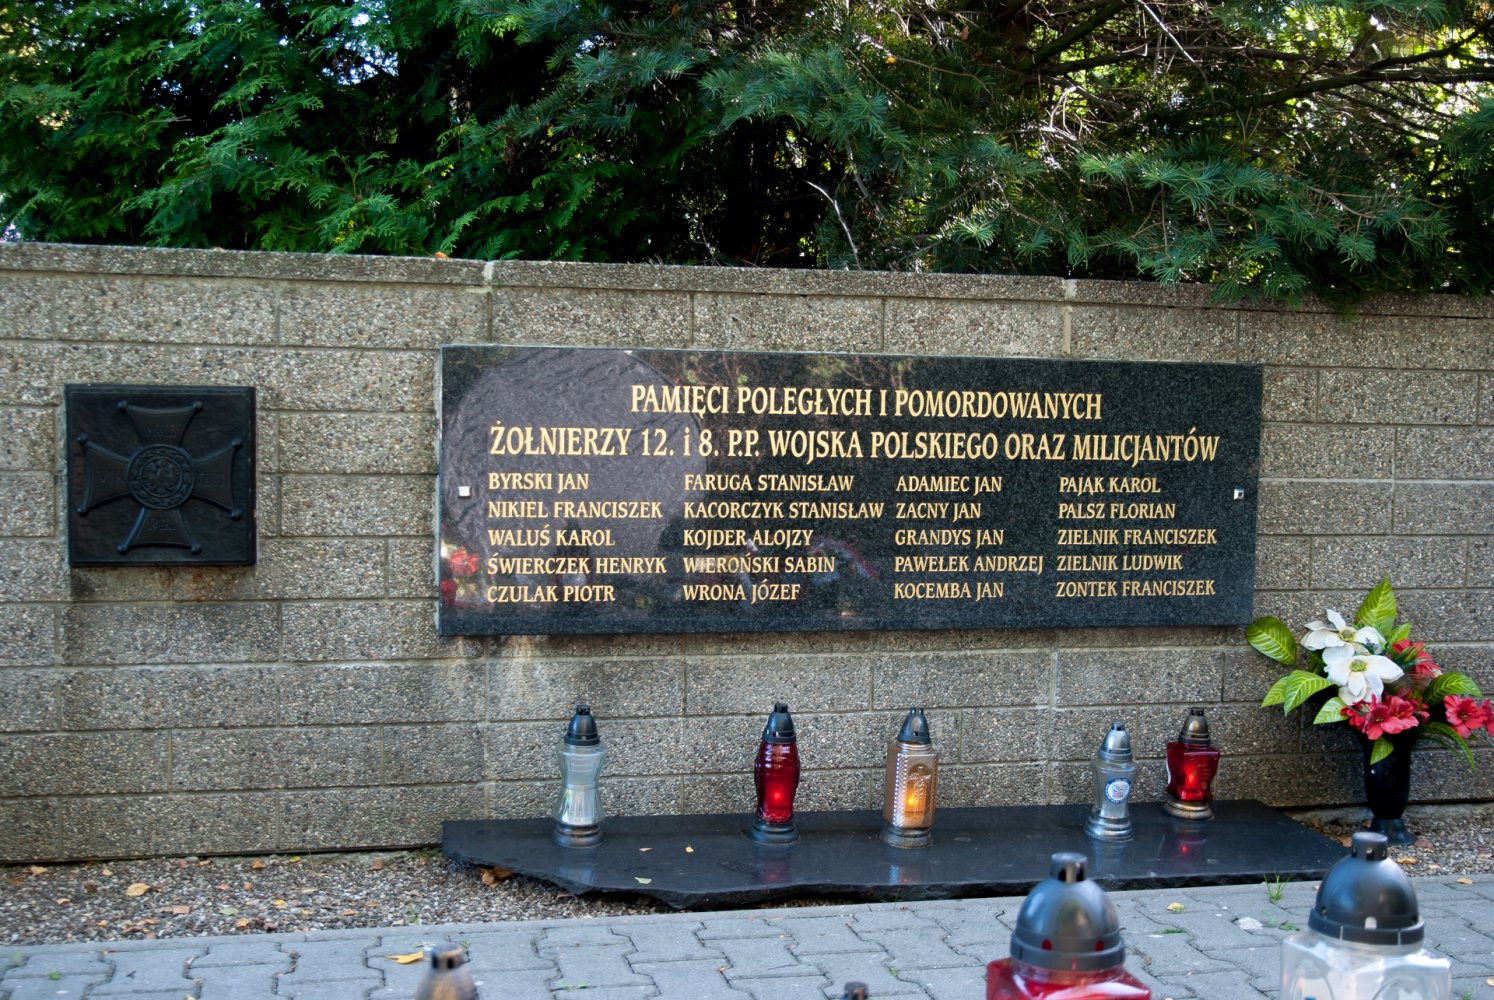 PAMIĘCI POLEGŁYCH I POMORDOWANYCH
ŻOŁNIERZY 12. i 8. P.P. WOJSKA POLSKIEGO ORAZ MILICJANTÓW
BYRSKI JAN
NIKIEL FRANCISZEK
WALUŚ KAROL
ŚWIERCZEK HENRYK
CZULAK PIOTR
FARUGA STANISŁAW
KACORCZYK STANISŁAW
KOJDER ALOJZY
WIEROŃSKI SABIN
WRONA JÓZEF
ADAMIEC JAN
ZACNY JAN
GRANDYS JAN
PAWEŁEK ANDRZEJ
KOCEMBA JAN
PAJĄK KAROL
PALSZ FLORIAN
ZIELNIK FRANCISZEK
ZIELNIK LUDWIK
ZONTEK FRANCISZEK